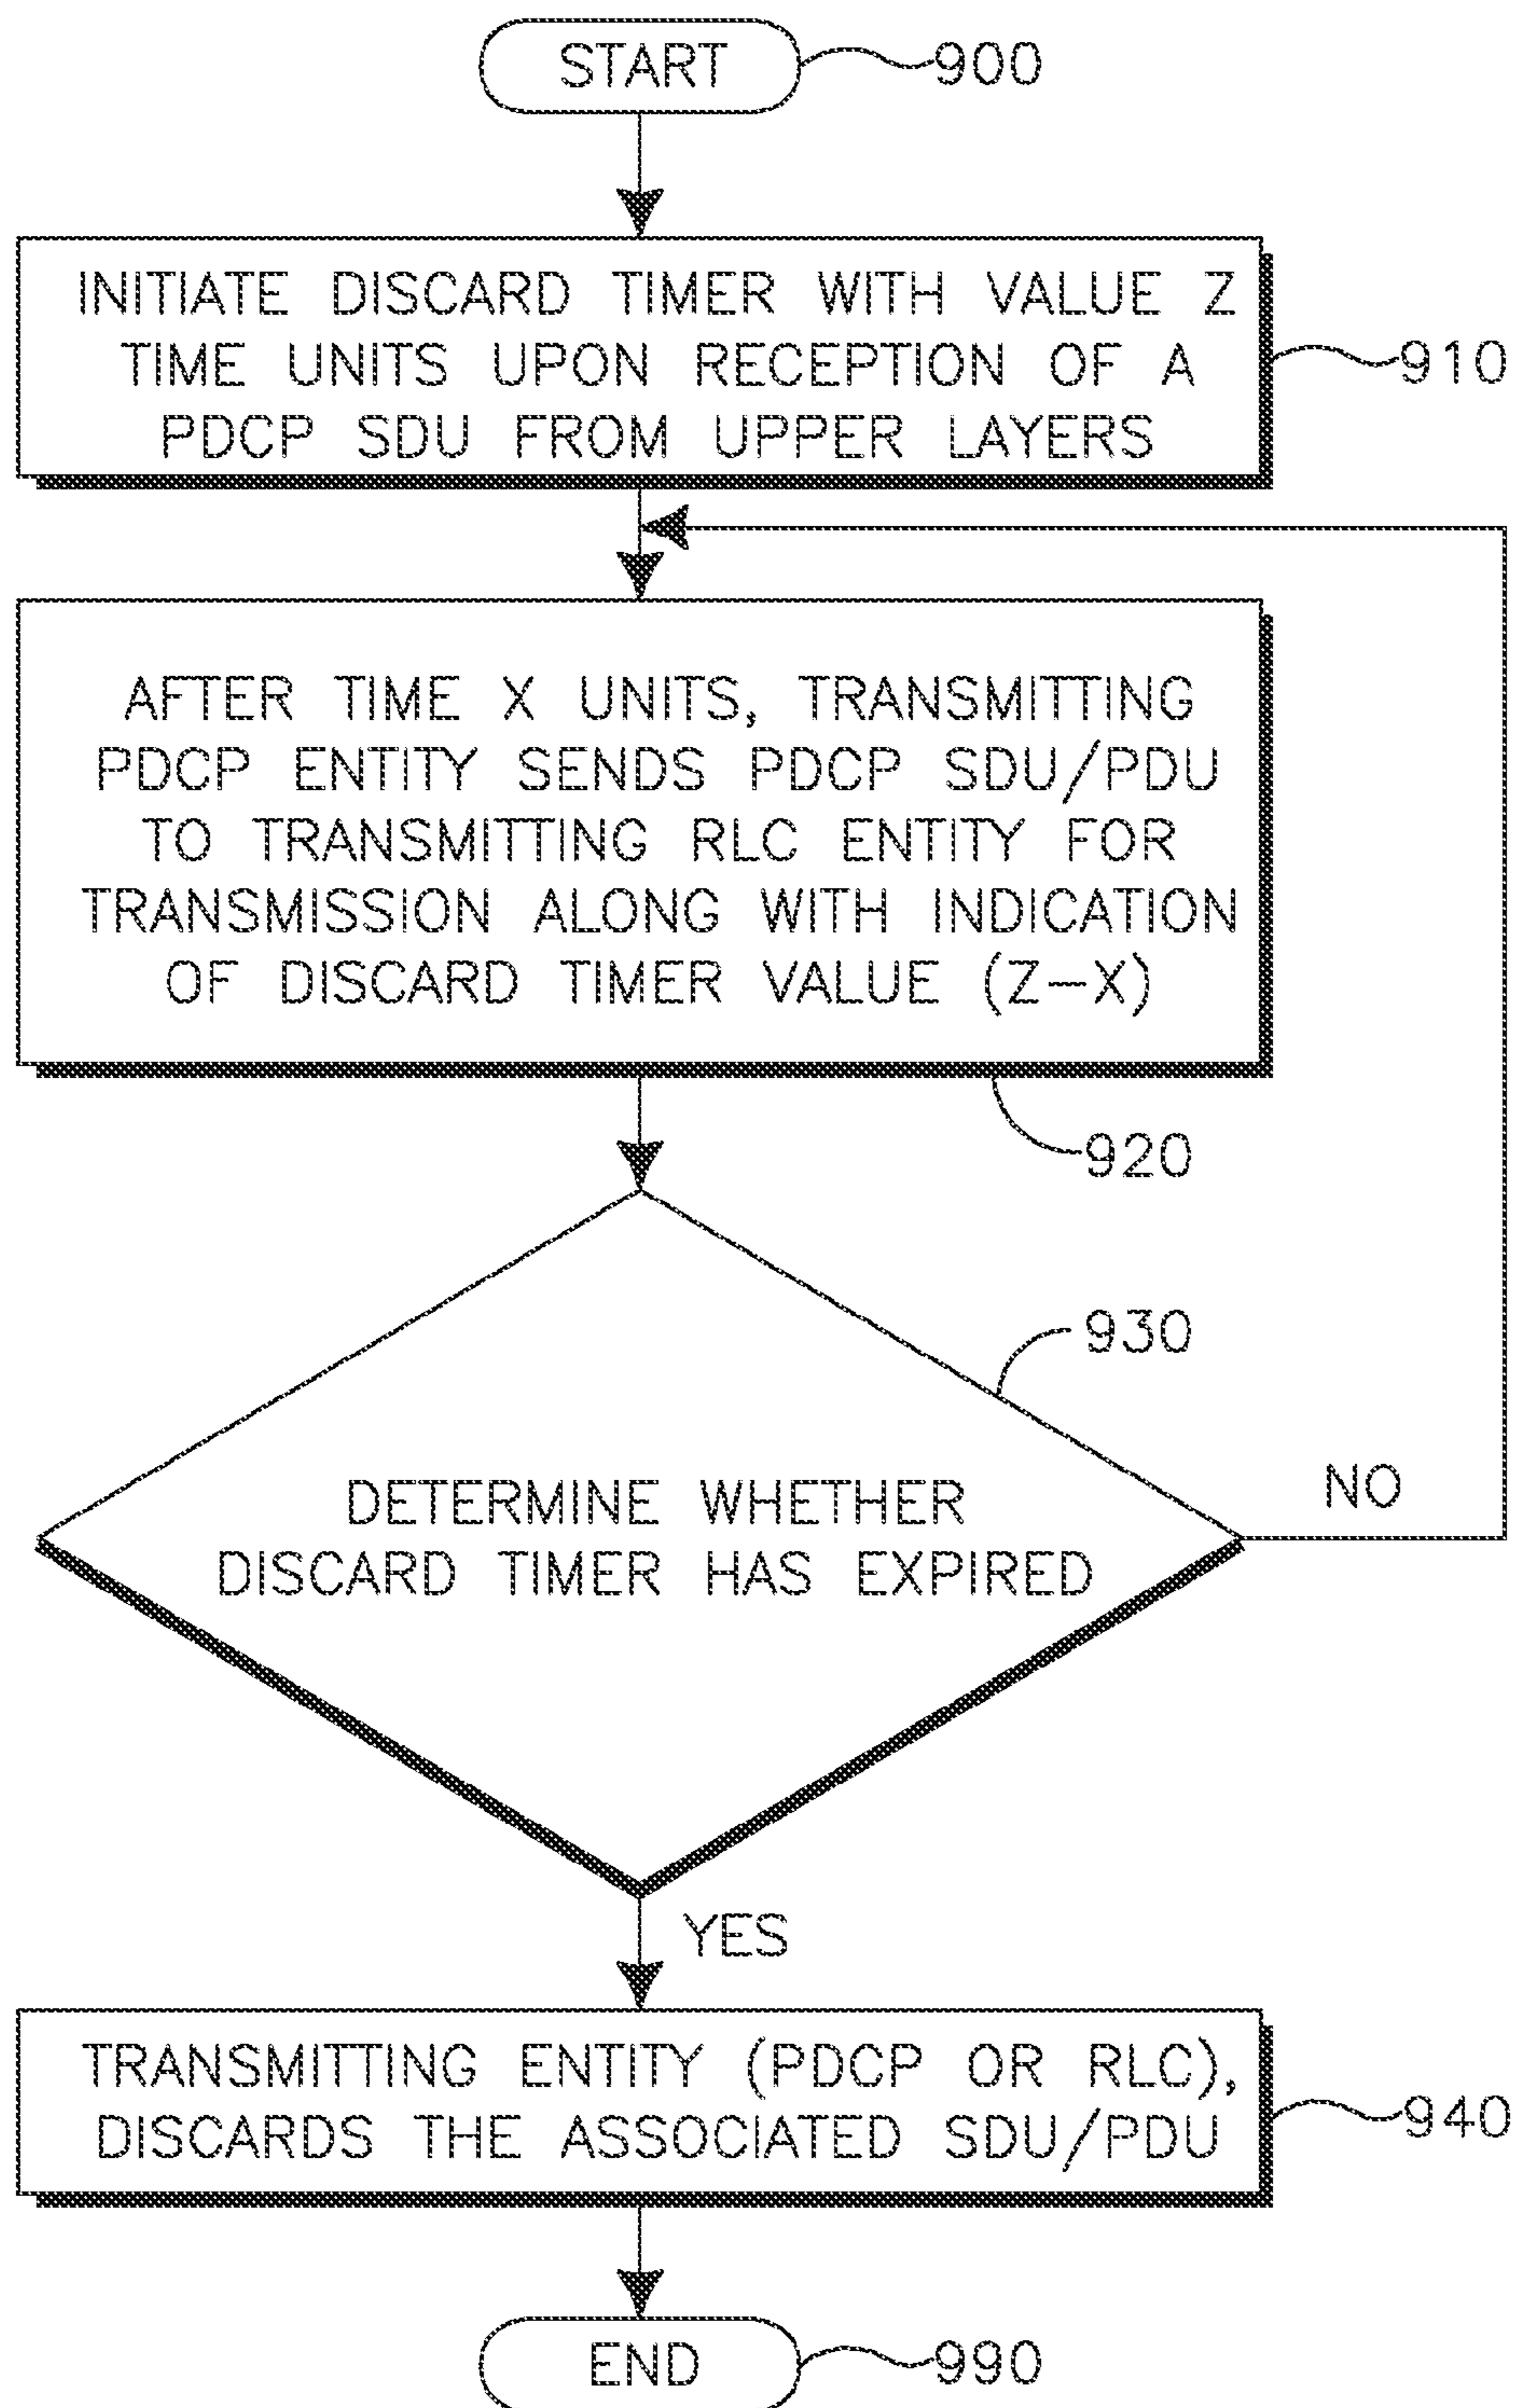 START
900
INITIATE DISCARD TIMER WITH VALUE Z
TIME UNITS UPON RECEPTION OF A
PDCP SDU FROM UPPER LAYERS
910
AFTER TIME X UNITS, TRANSMITTING
PDCP ENTITY SENDS PDCP SDU/PDU
TO TRANSMITTING RLC ENTITY FOR
TRANSMISSION ALONG WITH INDICATION
OF DISCARD TIMER VALUE (Z-X)
920
930
DETERMINE WHETHER
DISCARD TIMER HAS EXPIRED
NO
YES
TRANSMITTING ENTITY (PDCP OR RLC),
DISCARDS THE ASSOCIATED SDU/PDU
940
END
990